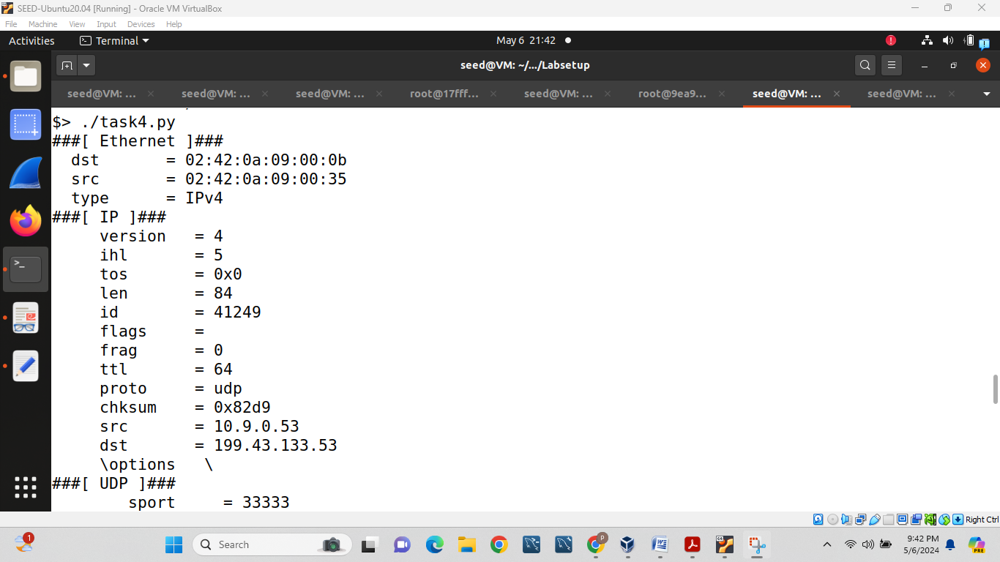 SEED-Ubuntu20.04 [Running] - Oracle VM VirtualBox
File Machine View Input Devices Help
Activities Terminal May 6 21:42
seed@VM: ~/.../Labsetup
seed@VM: ... seed@VM: ... seed@VM: ... root@17fff... seed@VM: ... root@9ea9... seed@VM: ... seed@VM: ...
$> ./task4.py
###[ Ethernet ]###
dst = 02:42:0a:09:00:0b
src = 02:42:0a:09:00:35
type = IPv4
###[ IP ]###
version = 4
ihl = 5
tos = 0x0
len = 84
id = 41249
flags =
frag = 0
ttl = 64
proto = udp
chksum = 0x82d9
src = 10.9.0.53
dst = 199.43.133.53
\options \
###[ UDP ]###
sport = 33333
Right Ctrl
1 Search P 64 PRE
9:42 PM
5/6/2024